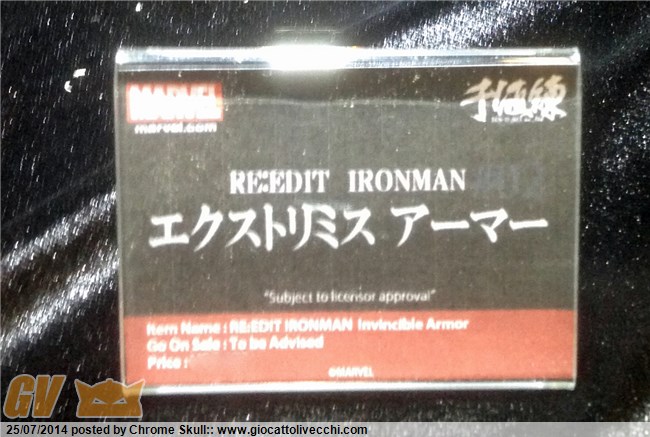 MARVEL
marvel.com
千値練
RE:EDIT IRONMAN
エクストリミス アーマー
"Subject to licensor approval"
Item Name : RE:EDIT IRONMAN Invincible Armor
Go On Sale : To be Advised
Price :
©MARVEL
GV
25/07/2014 posted by Chrome Skull:: www.giocattolivecchi.com